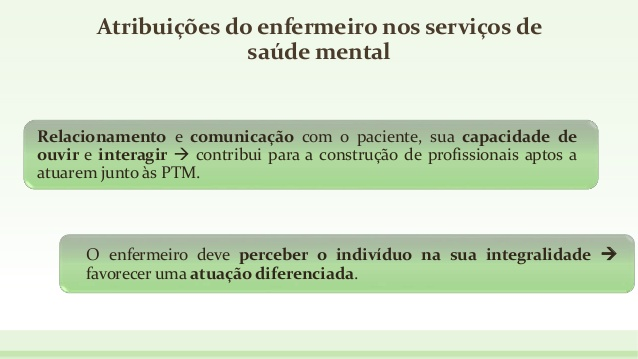 Atribuições do enfermeiro nos serviços de
saúde mental
Relacionamento e comunicação com o paciente, sua capacidade de
ouvir e interagir → contribui para a construção de profissionais aptos a
atuarem junto às PTM.
O enfermeiro deve perceber o indivíduo na sua integralidade →
favorecer uma atuação diferenciada.